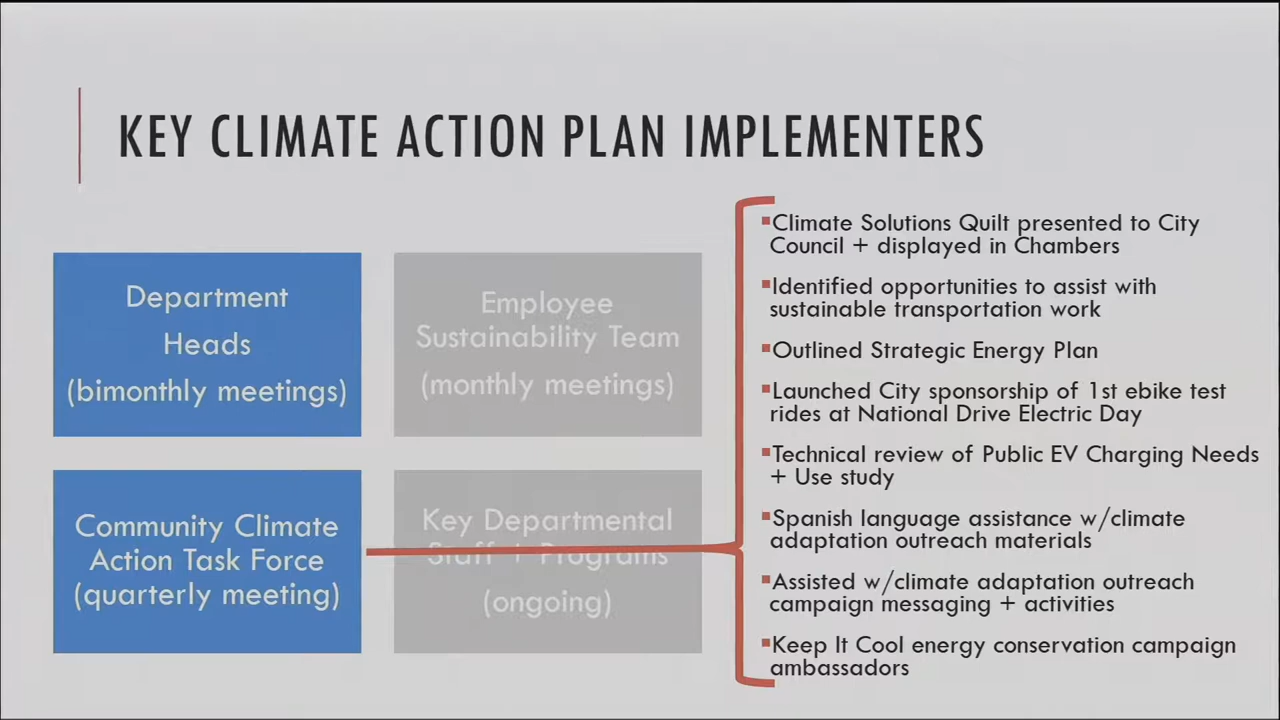 KEY CLIMATE ACTION PLAN IMPLEMENTERS
Department
Heads
(bimonthly meetings)
Employee
Sustainability Team
(monthly meetings)
Community Climate
Action Task Force
(quarterly meeting)
Key Departmental
Staff + Programs
(ongoing)
Climate Solutions Quilt presented to City
Council + displayed in Chambers
Identified opportunities to assist with
sustainable transportation work
Outlined Strategic Energy Plan
Launched City sponsorship of 1st ebike test
rides at National Drive Electric Day
Technical review of Public EV Charging Needs
+ Use study
Spanish language assistance w/climate
adaptation outreach materials
Assisted w/climate adaptation outreach
campaign messaging + activities
Keep It Cool energy conservation campaign
ambassadors